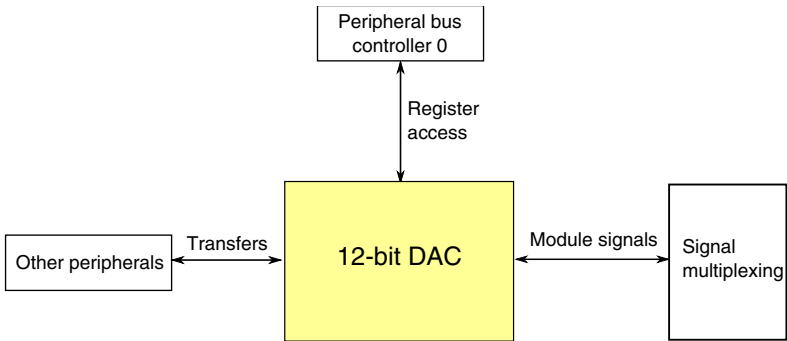 Peripheral bus
controller 0
Register
access
Other peripherals
Transfers
12-bit DAC
Module signals
Signal
multiplexing